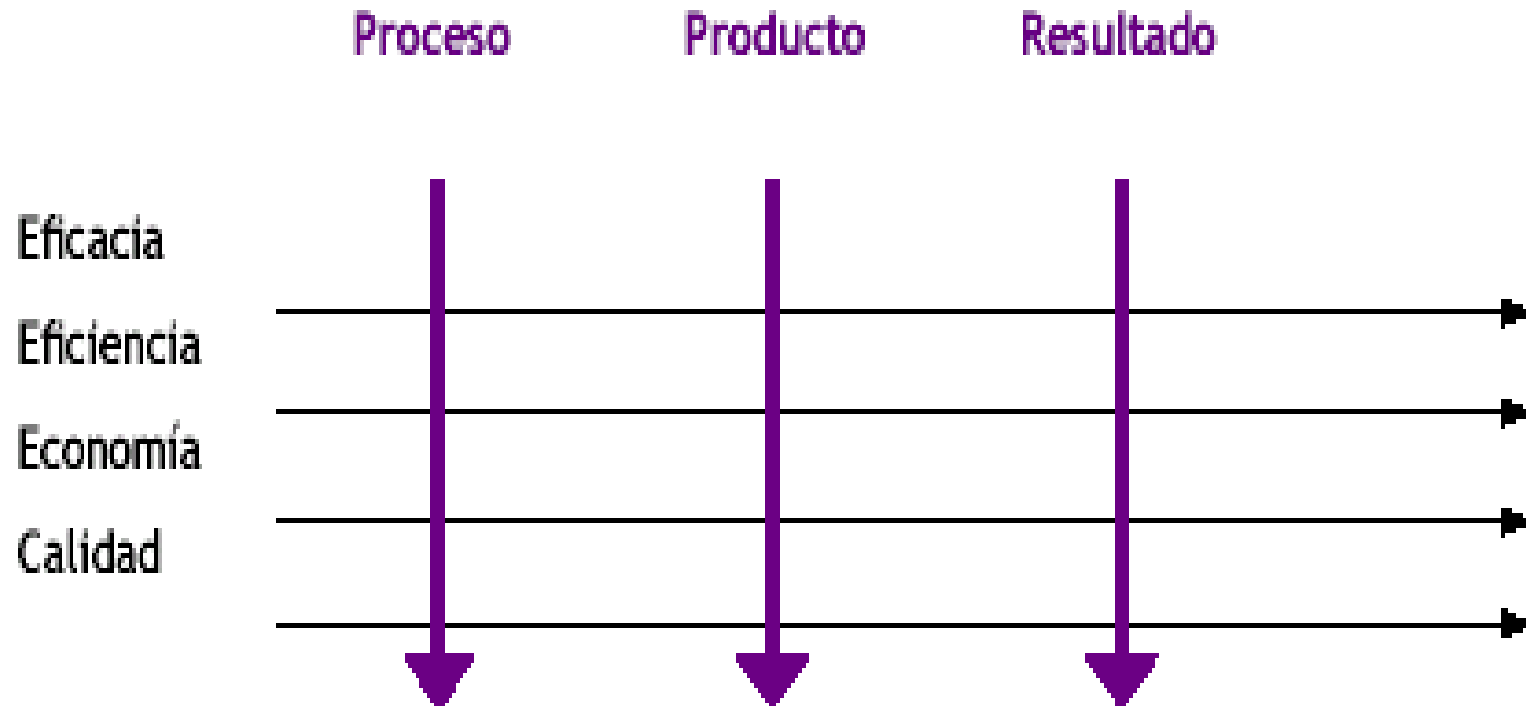 Proceso Producto Resultado
Eficacia
Eficiencia
Economía
Calidad